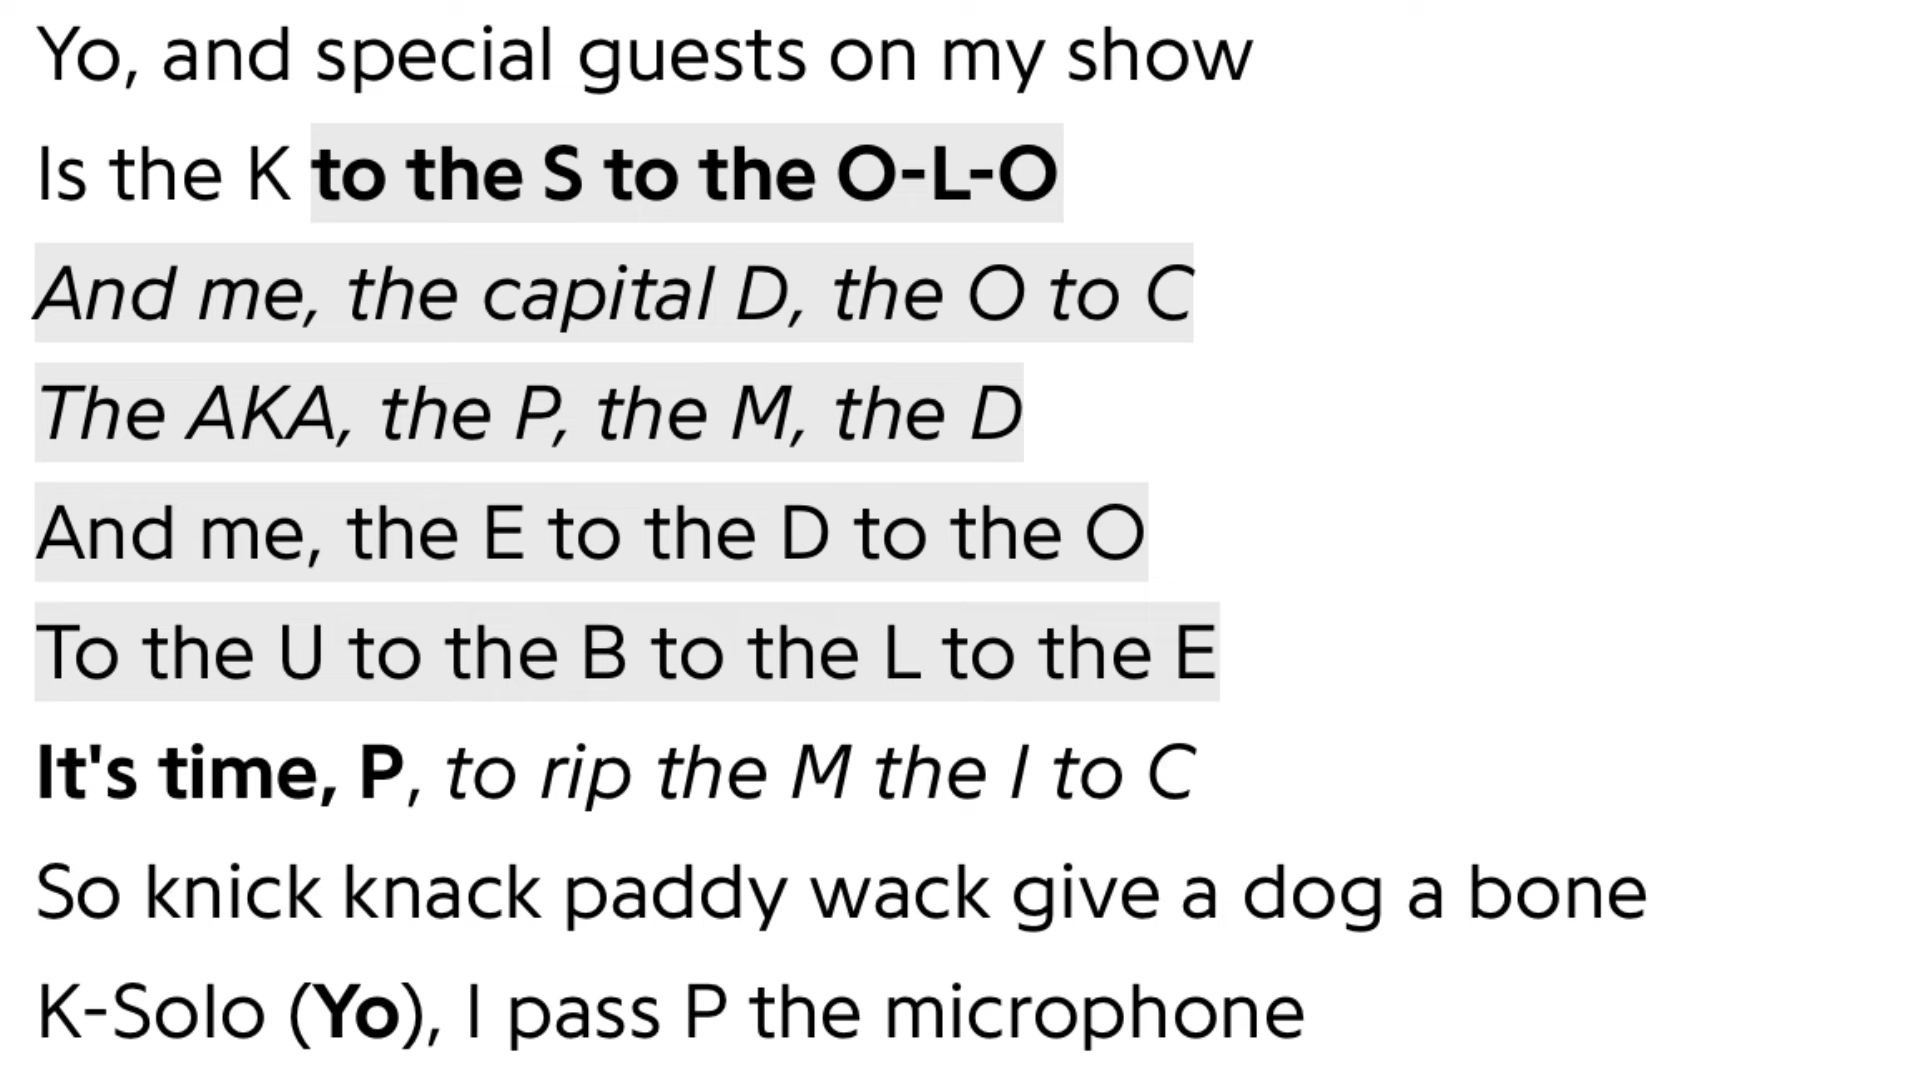 Yo, and special guests on my show
Is the K to the S to the O-L-O
And me, the capital D, the O to C
The AKA, the P, the M, the D
And me, the E to the D to the O
To the U to the B to the L to the E
It's time, P, to rip the M the I to C
So knick knack paddy wack give a dog a bone
K-Solo (Yo), I pass P the microphone